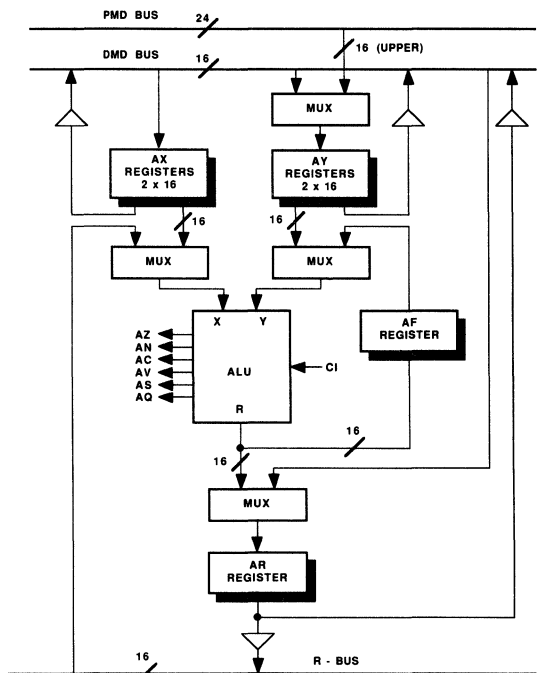 PMD BUS 24
16 (UPPER)
DMD BUS 16
MUX
AX
REGISTERS
2 x 16
AY
REGISTERS
2 x 16
16
16
MUX
MUX
X Y
AF
REGISTER
AZ
AN
AC
AV
AS
AQ
ALU
CI
R
16
16
MUX
AR
REGISTER
16
R - BUS